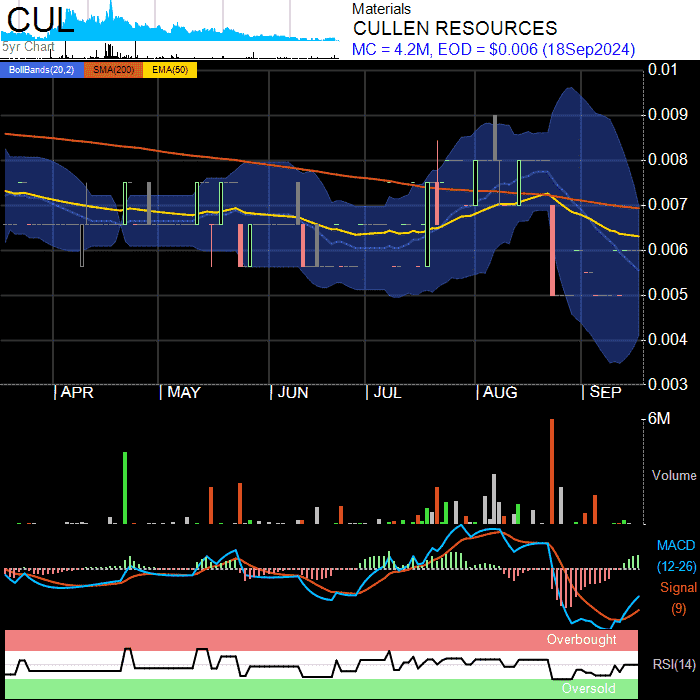 CUL
5yr Chart
Materials
CULLEN RESOURCES
MC = 4.2M, EOD = $0.006 (18Sep2024)
BollBands(20,2) SMA(200) EMA(50)
0.01
0.009
0.008
0.007
0.006
0.005
0.004
0.003
APR MAY JUN JUL AUG SEP
6M
Volume
MACD
(12-26)
Signal
(9)
Overbought
RSI(14)
Oversold